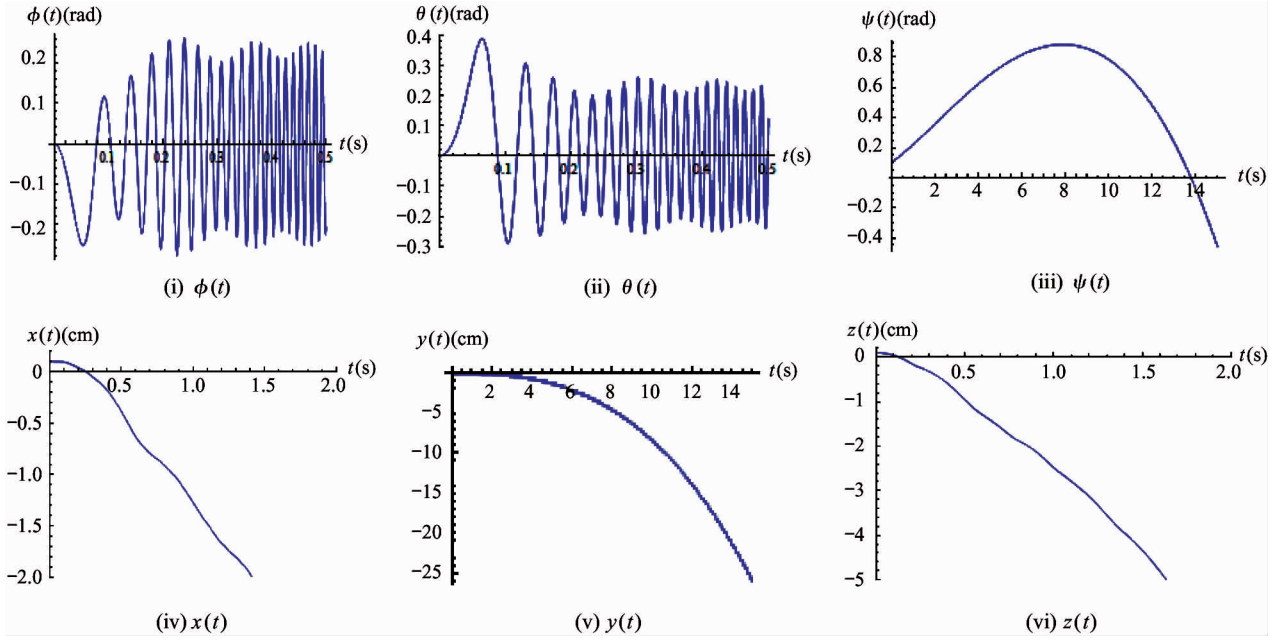 ϕ(t)(rad)
0.2
0.1
−0.1
−0.2
0.1
0.2
0.3
0.4
0.5
t(s)
(i) ϕ(t)
θ(t)(rad)
0.4
0.3
0.2
0.1
0
−0.1
−0.2
−0.3
0.1
0.2
0.3
0.4
0.5
t(s)
(ii) θ(t)
ψ(t)(rad)
0.8
0.6
0.4
0.2
−0.2
−0.4
2 4 6 8 10 12 14
t(s)
(iii) ψ(t)
x(t)(cm)
0
−0.5
−1.0
−1.5
−2.0
0.5 1.0 1.5 2.0
t(s)
(iv) x(t)
y(t)(cm)
−5
−10
−15
−20
−25
2 4 6 8 10 12 14
t(s)
(v) y(t)
z(t)(cm)
0
−1
−2
−3
−4
−5
0.5 1.0 1.5 2.0
t(s)
(vi) z(t)